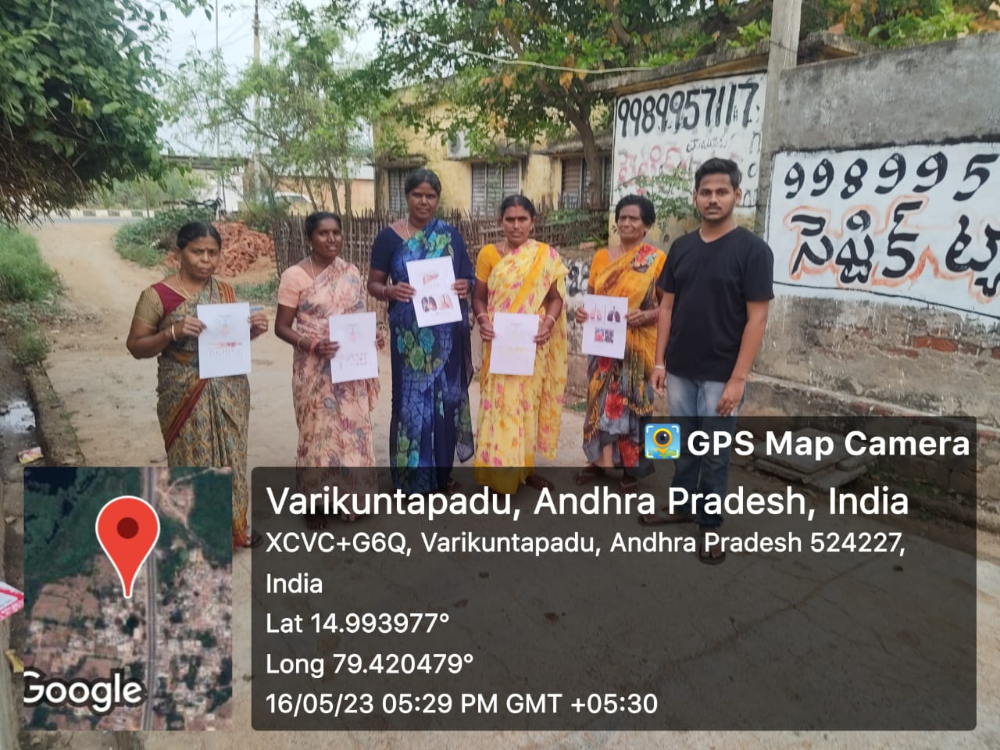 9989957117
998995
సెప్టిక్ ట్యా
GPS Map Camera
Varikuntapadu, Andhra Pradesh, India
XCVC+G6Q, Varikuntapadu, Andhra Pradesh 524227,
India
Lat 14.993977°
Long 79.420479°
16/05/23 05:29 PM GMT +05:30
Google